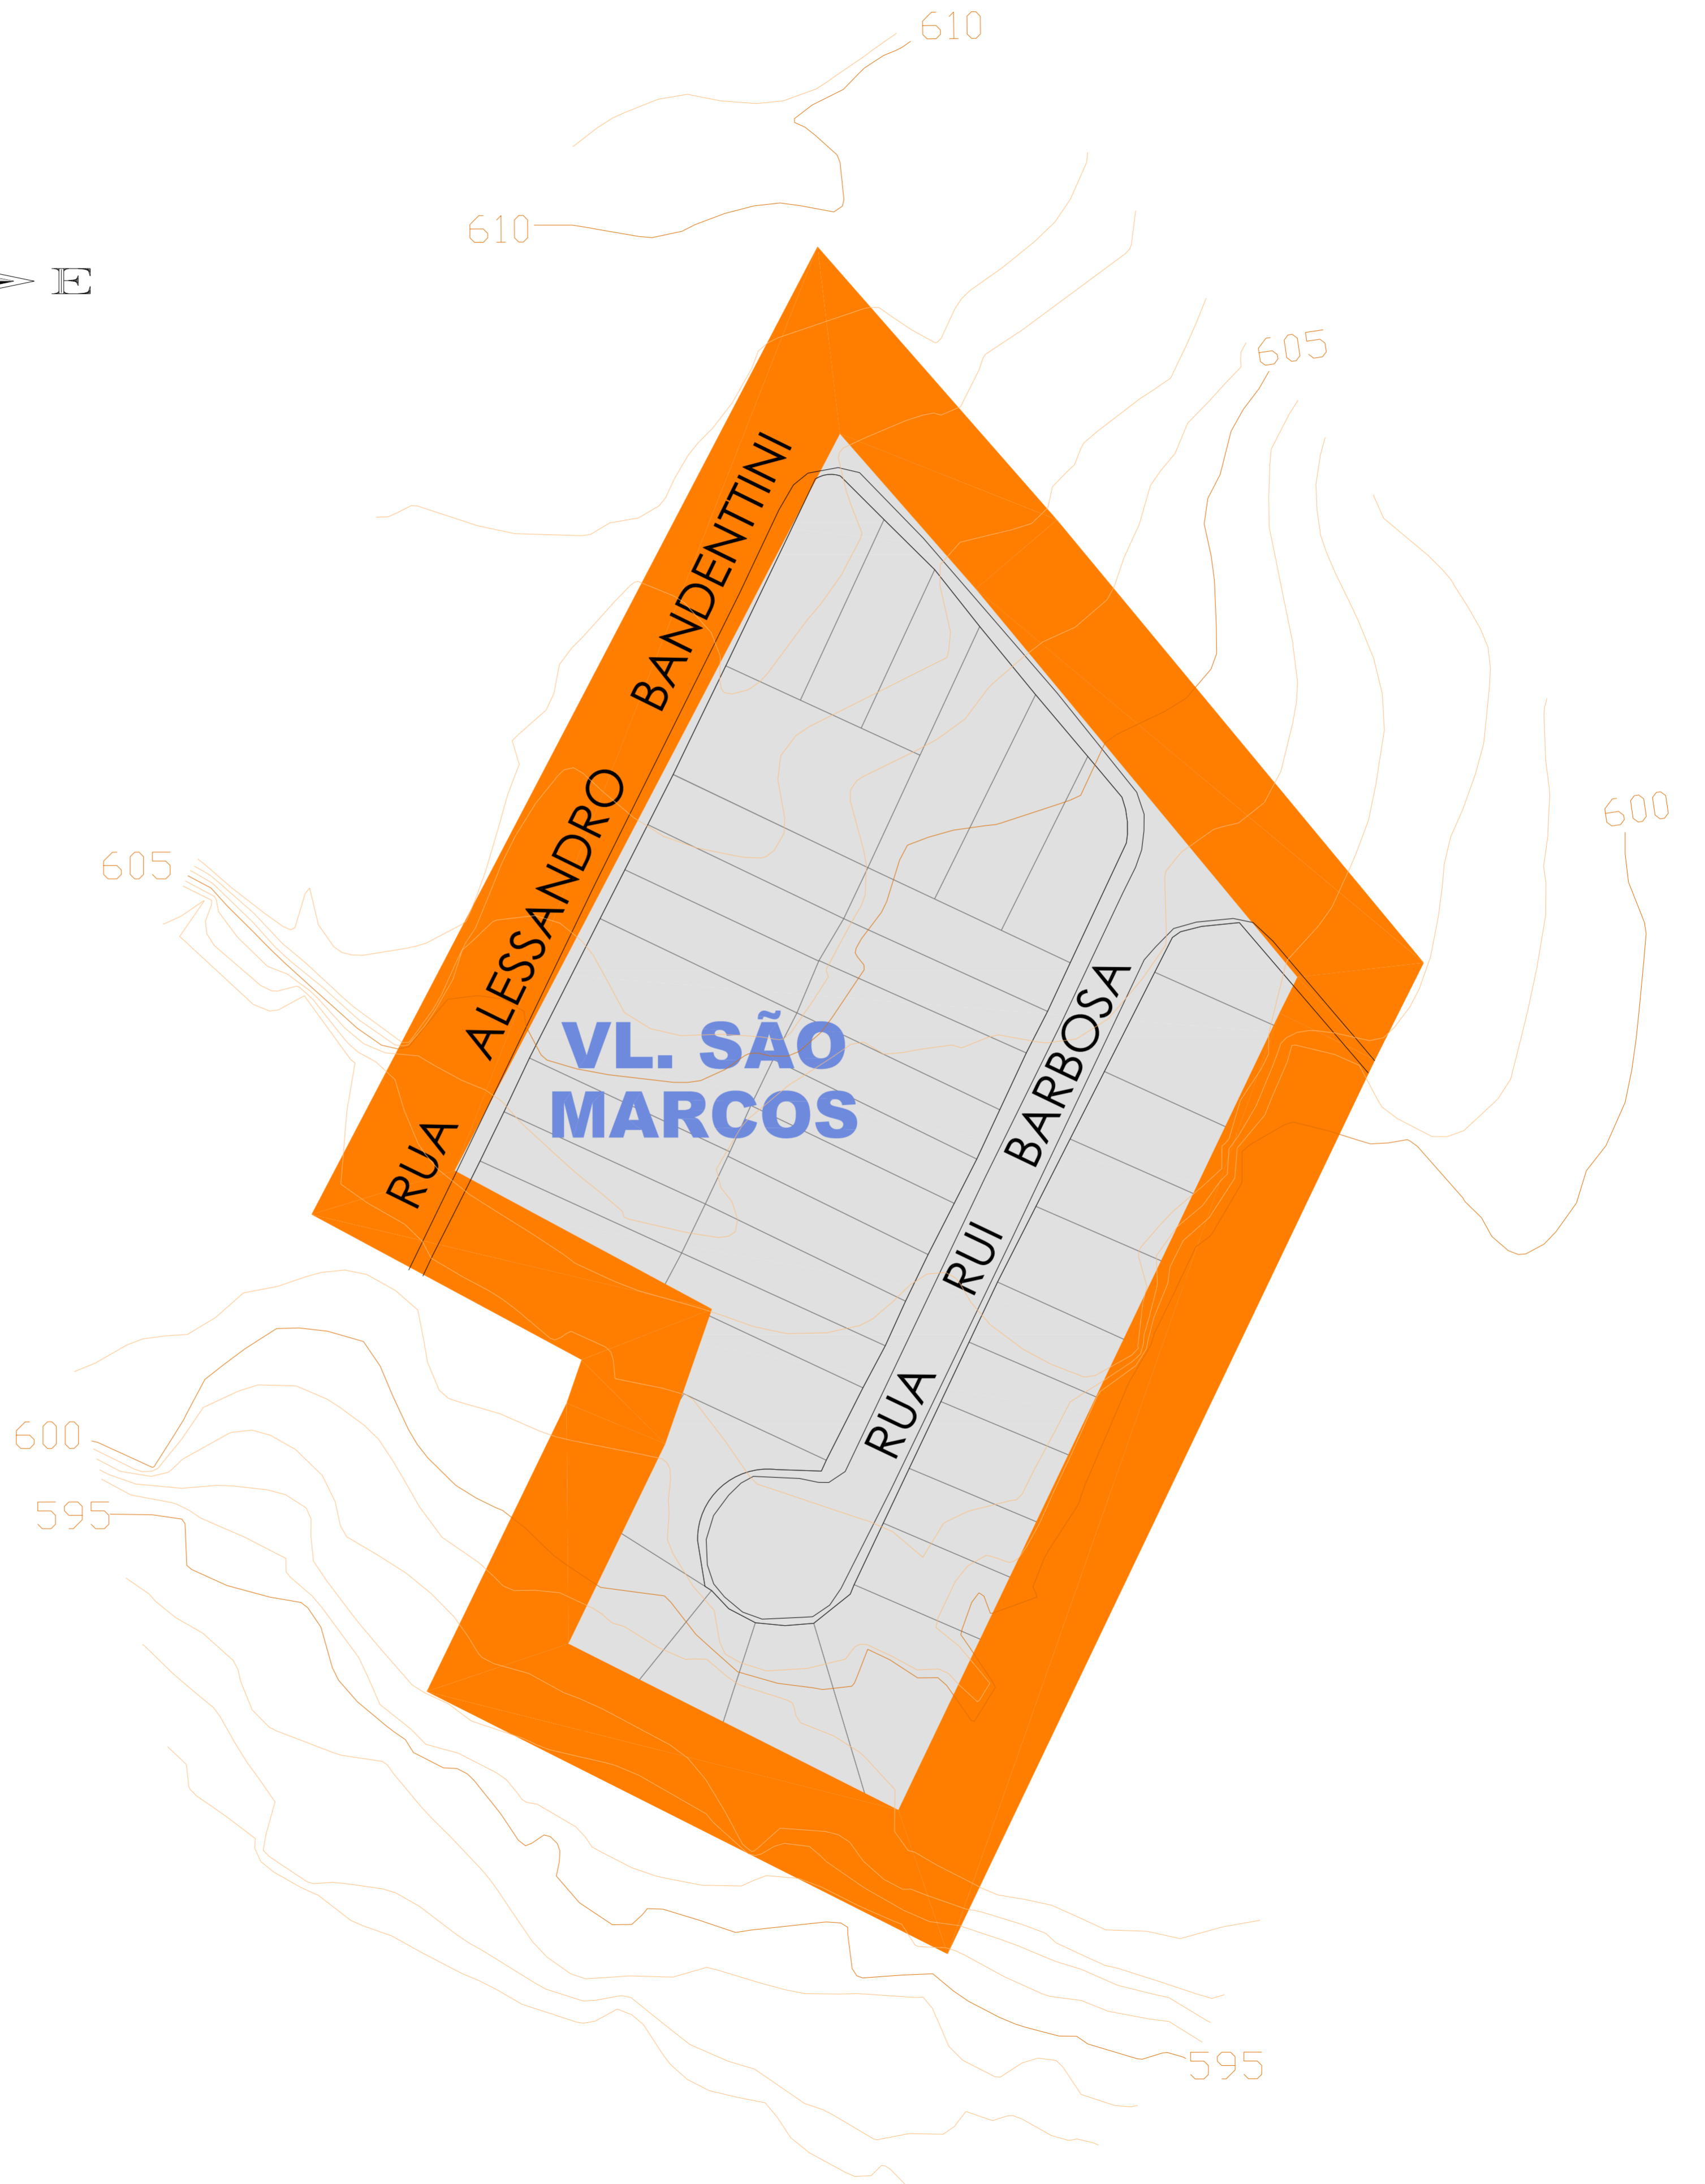 610
610
E
605
RUA ALESSANDRO BANDENTTINI
600
605
VL. SÃO
MARCOS
RUA RUI BARBOSA
600
595
595